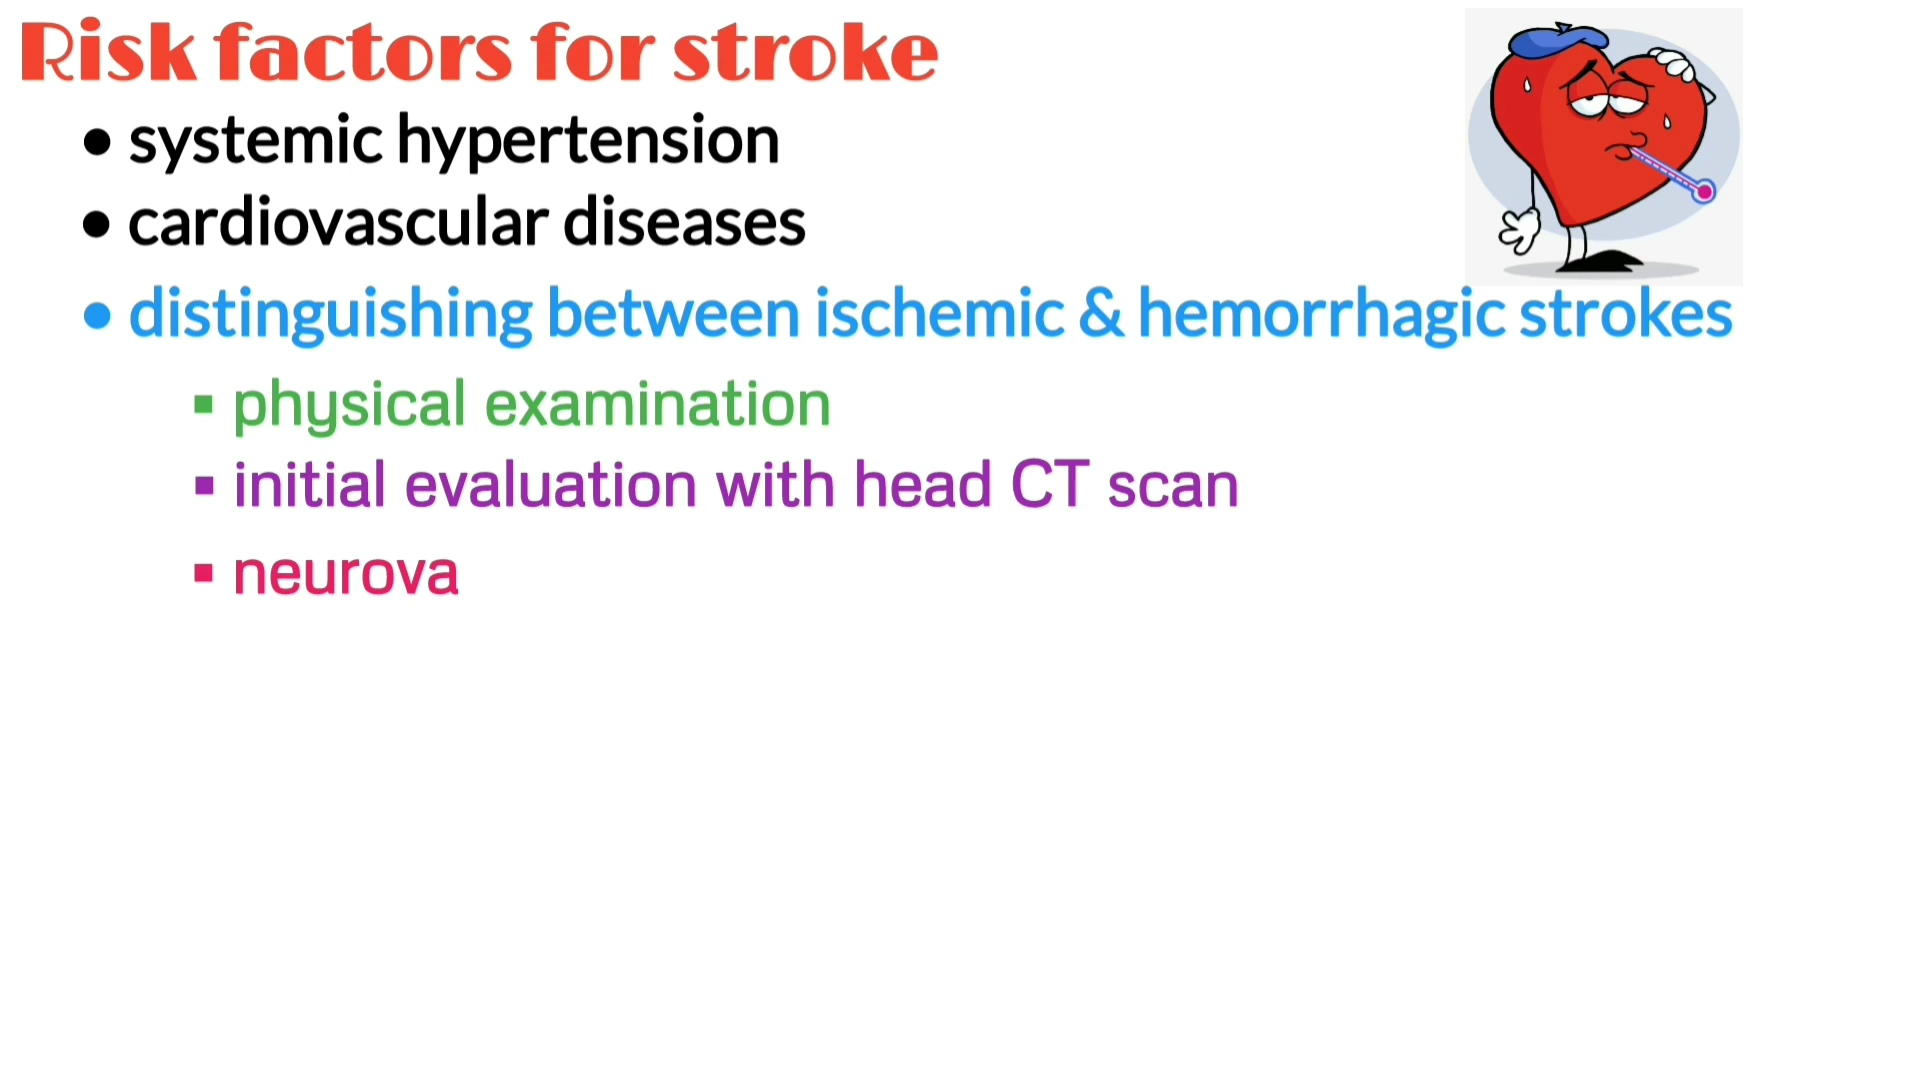 Risk factors for stroke
• systemic hypertension
• cardiovascular diseases
• distinguishing between ischemic & hemorrhagic strokes
▪ physical examination
▪ initial evaluation with head CT scan
▪ neurova